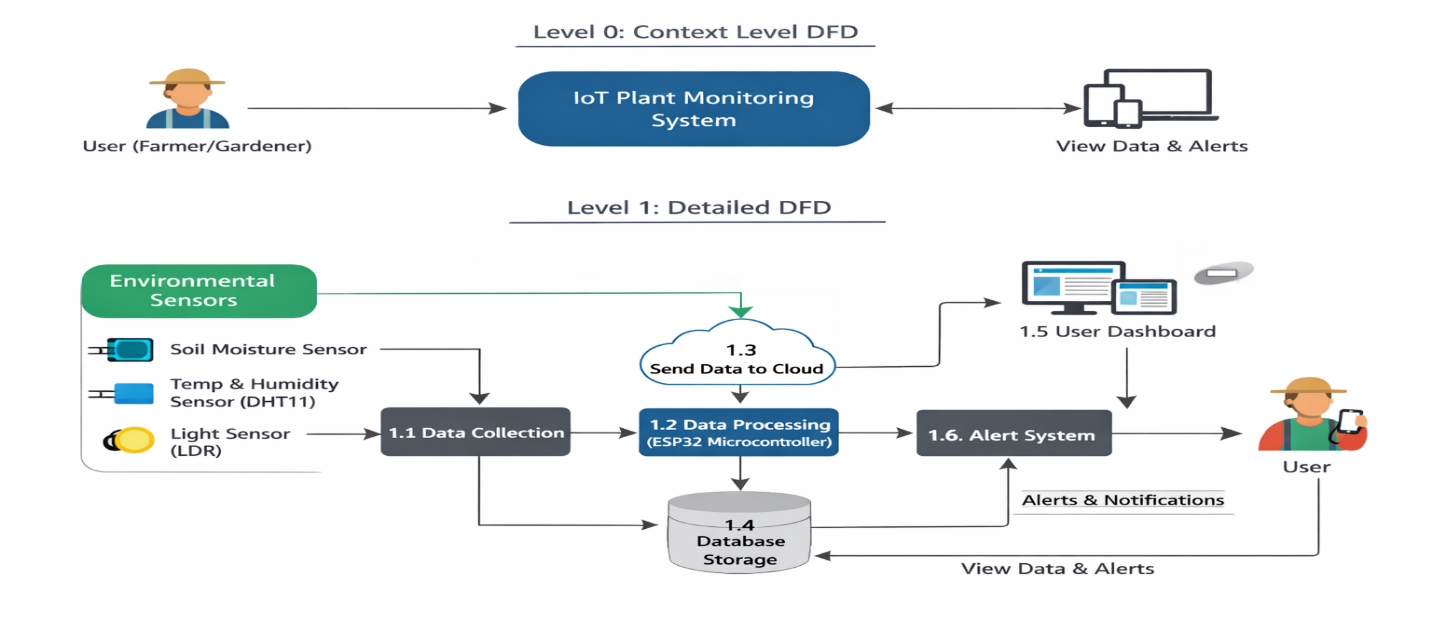 Level 0: Context Level DFD
IoT Plant Monitoring
System
User (Farmer/Gardener)
View Data & Alerts
Level 1: Detailed DFD
Environmental
Sensors
Soil Moisture Sensor
Temp & Humidity
Sensor (DHT11)
Light Sensor
(LDR)
1.1 Data Collection
1.3
Send Data to Cloud
1.2 Data Processing
(ESP32 Microcontroller)
1.4
Database
Storage
1.5 User Dashboard
1.6. Alert System
User
Alerts & Notifications
View Data & Alerts